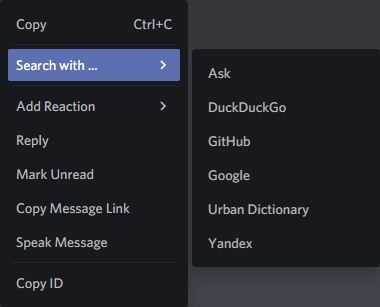 Copy Ctrl+C
Search with ...
Add Reaction
Reply
Mark Unread
Copy Message Link
Speak Message
Copy ID
Ask
DuckDuckGo
GitHub
Google
Urban Dictionary
Yandex